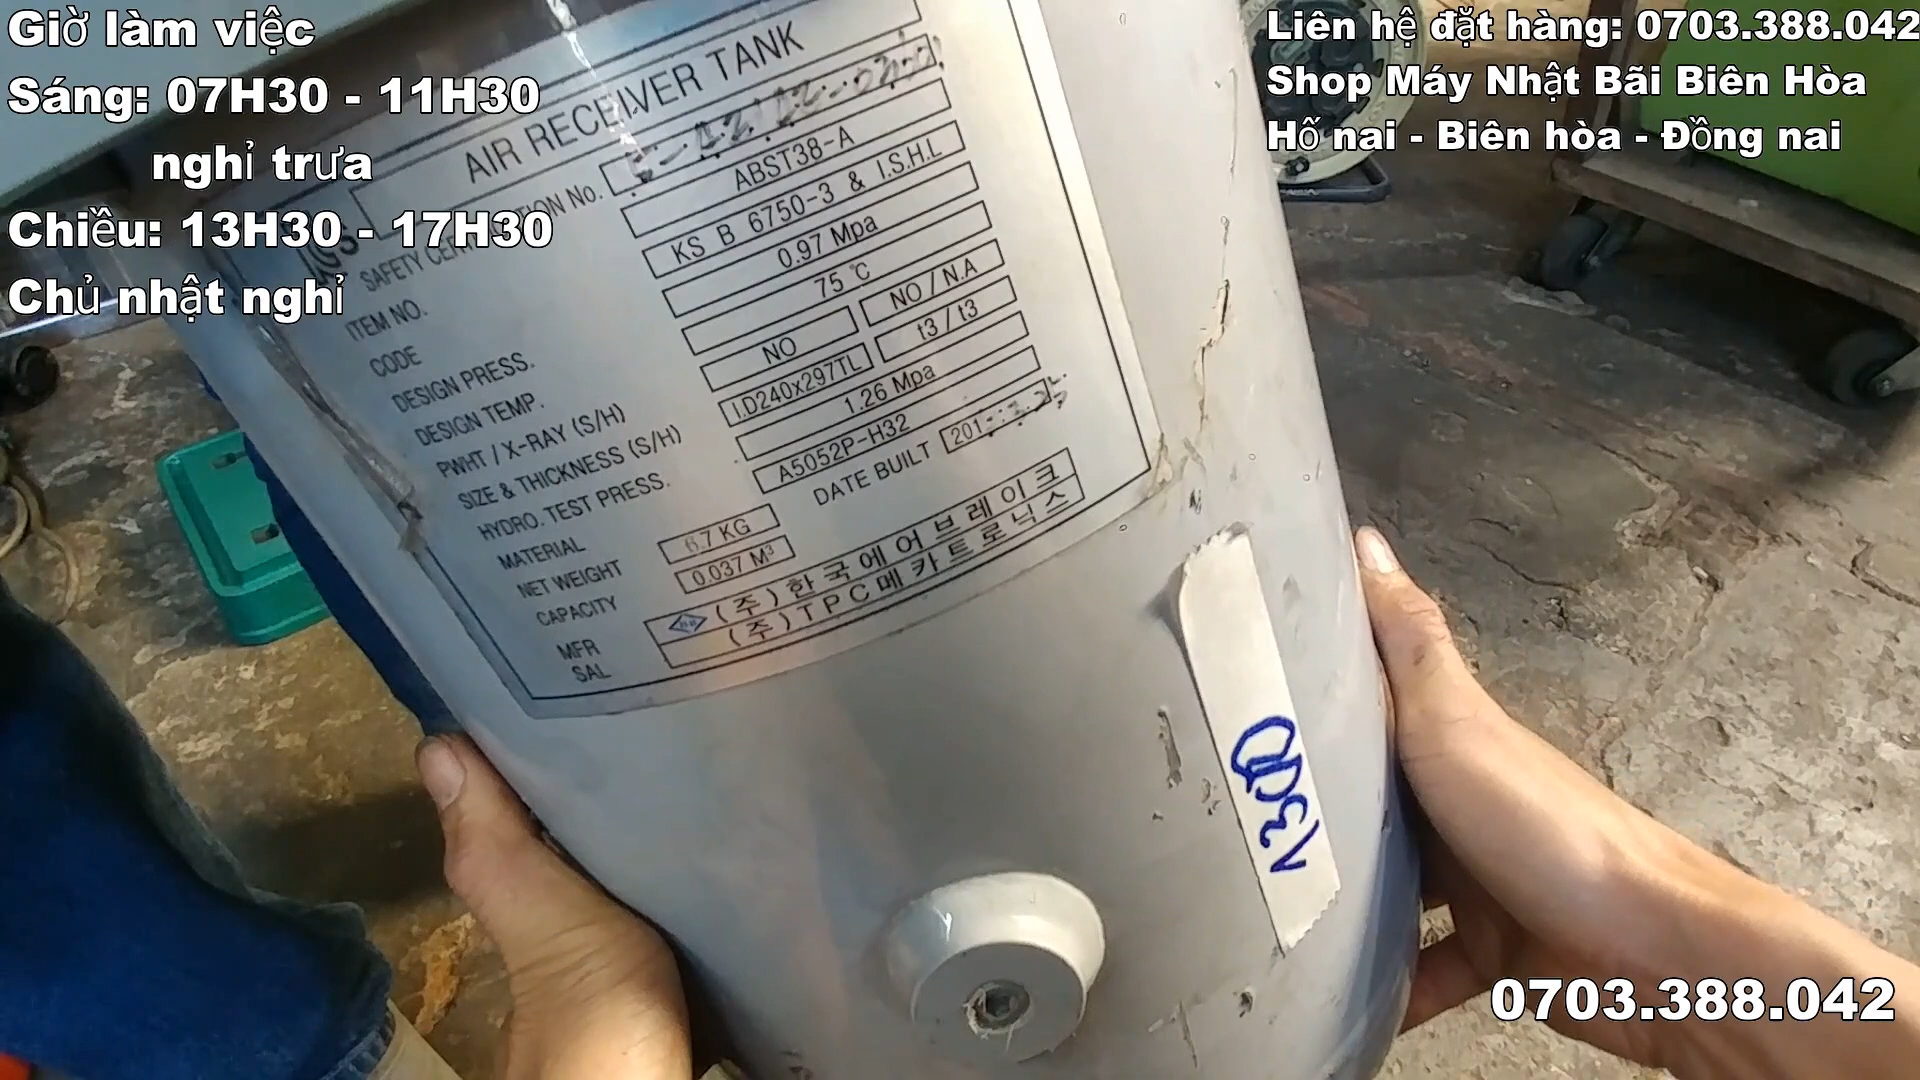 Giờ làm việc
Sáng: 07H30 - 11H30
nghỉ trưa
Chiều: 13H30 - 17H30
Chủ nhật nghỉ
Liên hệ đặt hàng: 0703.388.042
Shop Máy Nhật Bãi Biên Hòa
Hố nai - Biên hòa - Đồng nai
AIR RECEIVER TANK
SAFETY No.
ITEM NO. ABST38-A
CODE KS B 6750-3 & I.S.H.L
DESIGN PRESS. 0.97 Mpa
DESIGN TEMP. 75 ℃
PWHT / X-RAY (S/H) NO NO / N.A
SIZE & THICKNESS (S/H) I.D240x297TL t3 / t3
HYDRO. TEST PRESS. 1.26 Mpa
MATERIAL A5052P-H32
NET WEIGHT 6.7 KG DATE BUILT
CAPACITY 0.037 M³
MFR (주)한국에어브레이크
SAL (주)TPC메카트로닉스
1300
0703.388.042